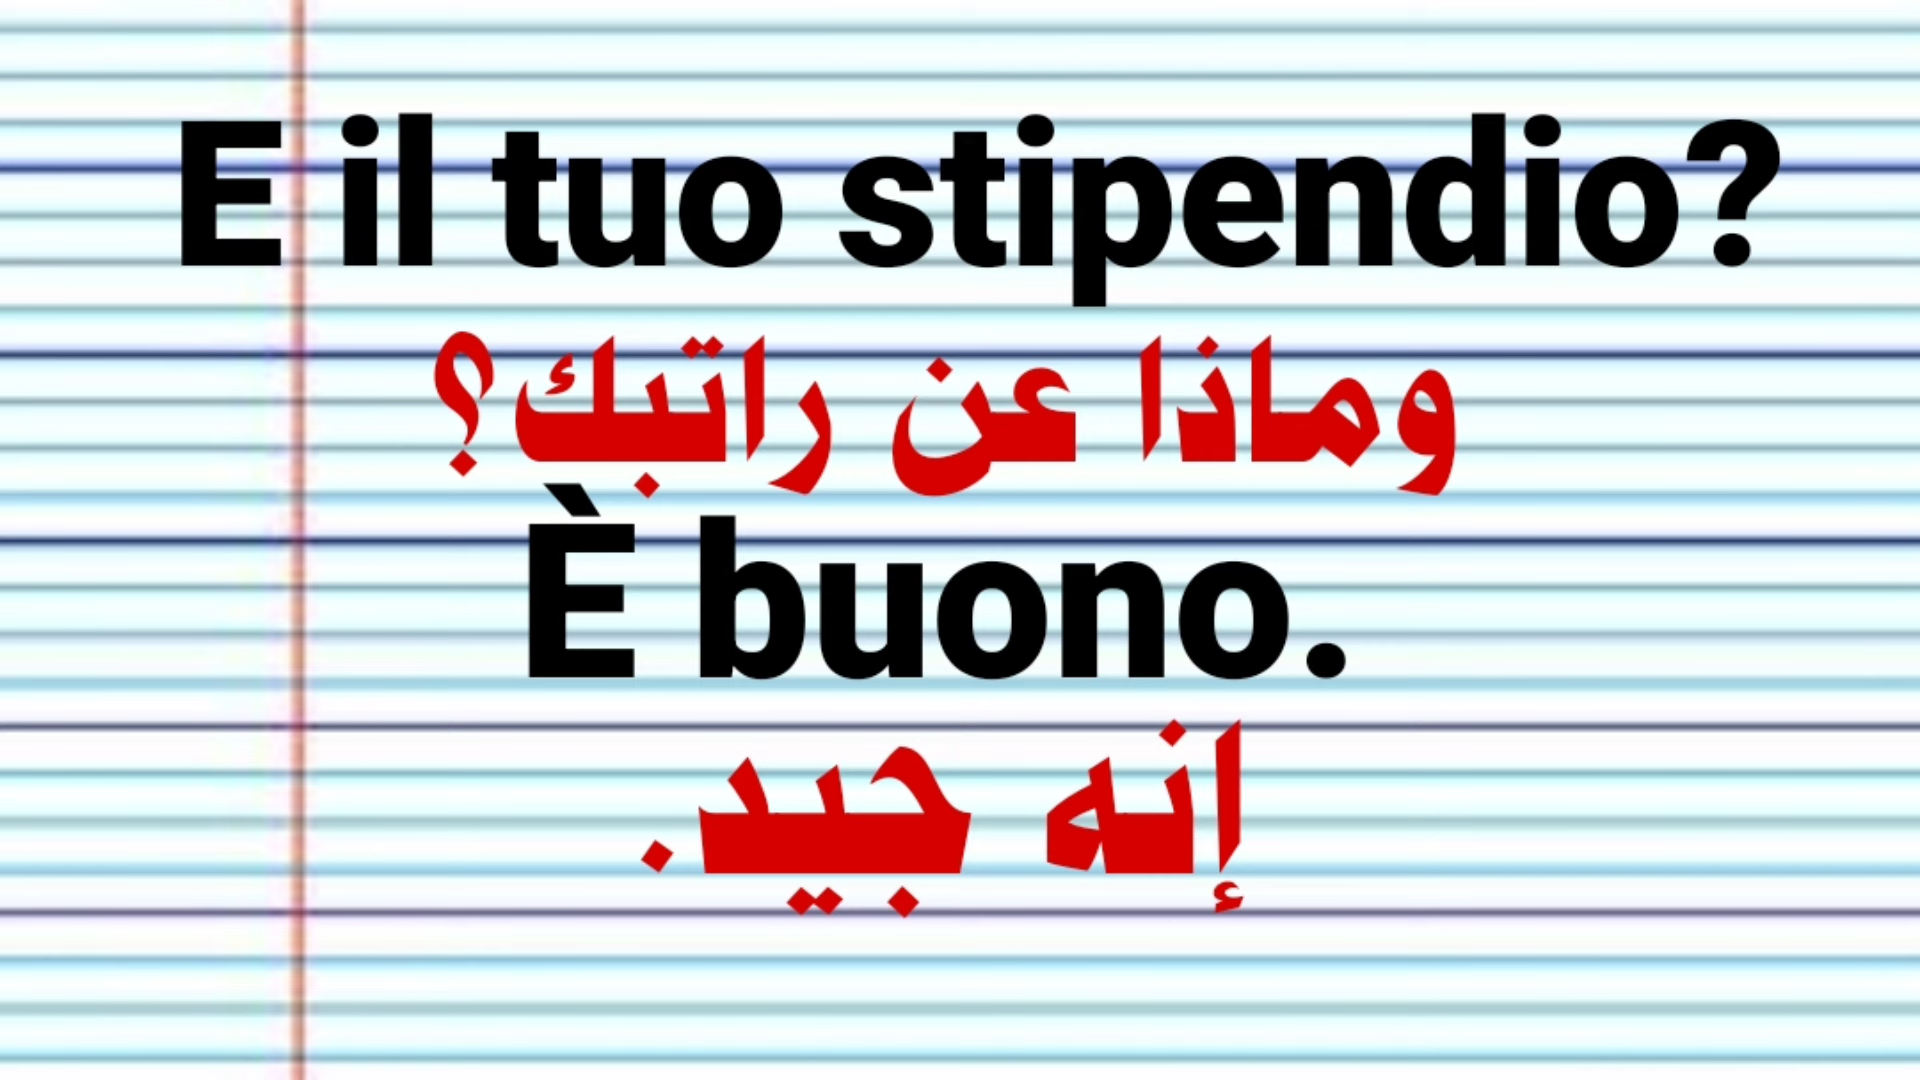 E il tuo stipendio?
وماذا عن راتبك؟
È buono.
إنه جيد.